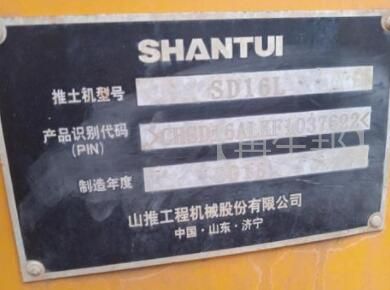 SHANTUI
推土机型号 SD16L
产品识别代码
(PIN)
制造年度
山推工程机械股份有限公司
中国·山东·济宁